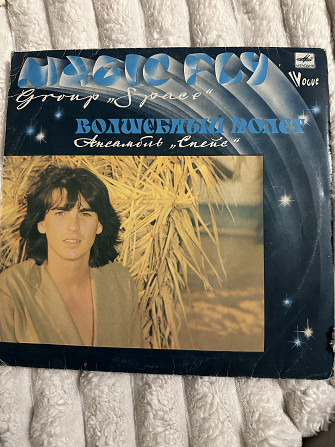 MAGIC FLY
Group „Space“
Vogue
ВОЛШЕБНЫЙ ПОЛЕТ
Ансамбль „Спейс“